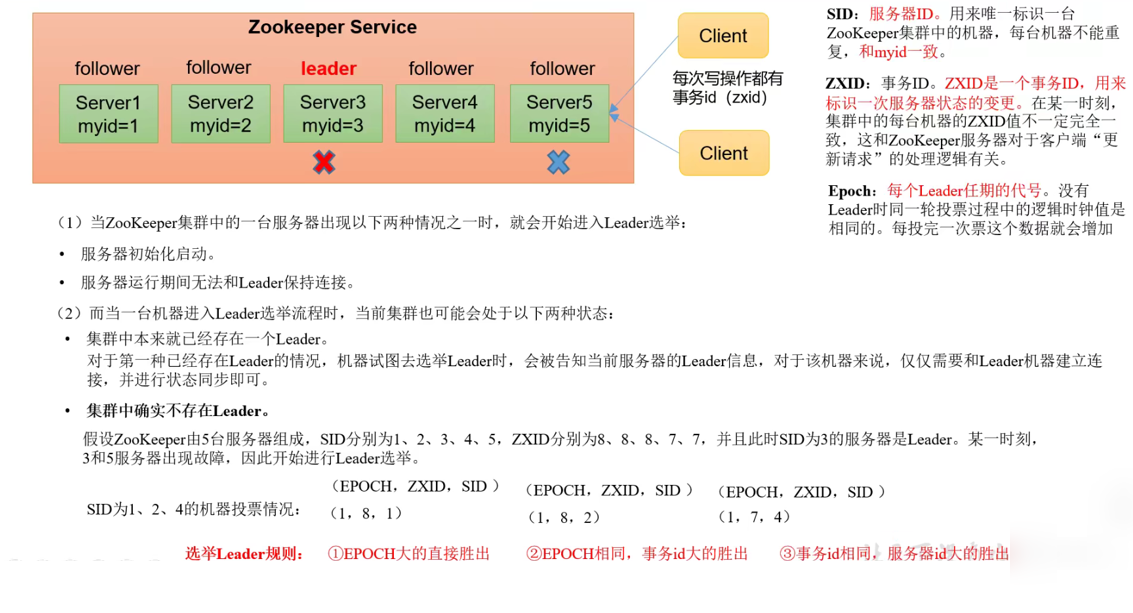 Zookeeper Service
follower follower leader follower follower
Server1 Server2 Server3 Server4 Server5
myid=1 myid=2 myid=3 myid=4 myid=5
Client
每次写操作都有
事务id（zxid）
Client
SID：服务器ID。用来唯一标识一台
ZooKeeper集群中的机器，每台机器不能重
复，和myid一致。
ZXID：事务ID。ZXID是一个事务ID，用来
标识一次服务器状态的变更。在某一时刻，
集群中的每台机器的ZXID值不一定完全一
致，这和ZooKeeper服务器对于客户端“更
新请求”的处理逻辑有关。
Epoch：每个Leader任期的代号。没有
Leader时同一轮投票过程中的逻辑时钟值是
相同的。每投完一次票这个数据就会增加
（1）当ZooKeeper集群中的一台服务器出现以下两种情况之一时，就会开始进入Leader选举：
• 服务器初始化启动。
• 服务器运行期间无法和Leader保持连接。
（2）而当一台机器进入Leader选举流程时，当前集群也可能会处于以下两种状态：
• 集群中本来就已经存在一个Leader。
对于第一种已经存在Leader的情况，机器试图去选举Leader时，会被告知当前服务器的Leader信息，对于该机器来说，仅仅需要和Leader机器建立连
接，并进行状态同步即可。
• 集群中确实不存在Leader。
假设ZooKeeper由5台服务器组成，SID分别为1、2、3、4、5，ZXID分别为8、8、8、7、7，并且此时SID为3的服务器是Leader。某一时刻，
3和5服务器出现故障，因此开始进行Leader选举。
（EPOCH，ZXID，SID ） （EPOCH，ZXID，SID ） （EPOCH，ZXID，SID ）
SID为1、2、4的机器投票情况： （1，8，1） （1，8，2） （1，7，4）
选举Leader规则： ①EPOCH大的直接胜出 ②EPOCH相同，事务id大的胜出 ③事务id相同，服务器id大的胜出